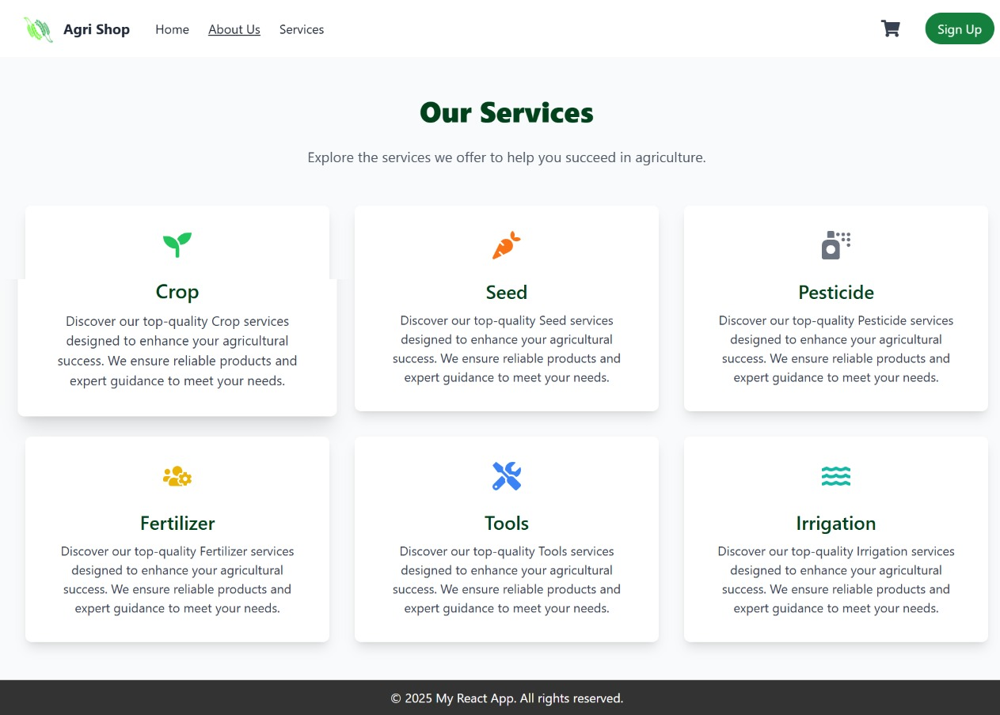 Agri Shop Home About Us Services Sign Up
Our Services
Explore the services we offer to help you succeed in agriculture.
Crop
Discover our top-quality Crop services
designed to enhance your agricultural
success. We ensure reliable products and
expert guidance to meet your needs.
Seed
Discover our top-quality Seed services
designed to enhance your agricultural
success. We ensure reliable products and
expert guidance to meet your needs.
Pesticide
Discover our top-quality Pesticide services
designed to enhance your agricultural
success. We ensure reliable products and
expert guidance to meet your needs.
Fertilizer
Discover our top-quality Fertilizer services
designed to enhance your agricultural
success. We ensure reliable products and
expert guidance to meet your needs.
Tools
Discover our top-quality Tools services
designed to enhance your agricultural
success. We ensure reliable products and
expert guidance to meet your needs.
Irrigation
Discover our top-quality Irrigation services
designed to enhance your agricultural
success. We ensure reliable products and
expert guidance to meet your needs.
© 2025 My React App. All rights reserved.